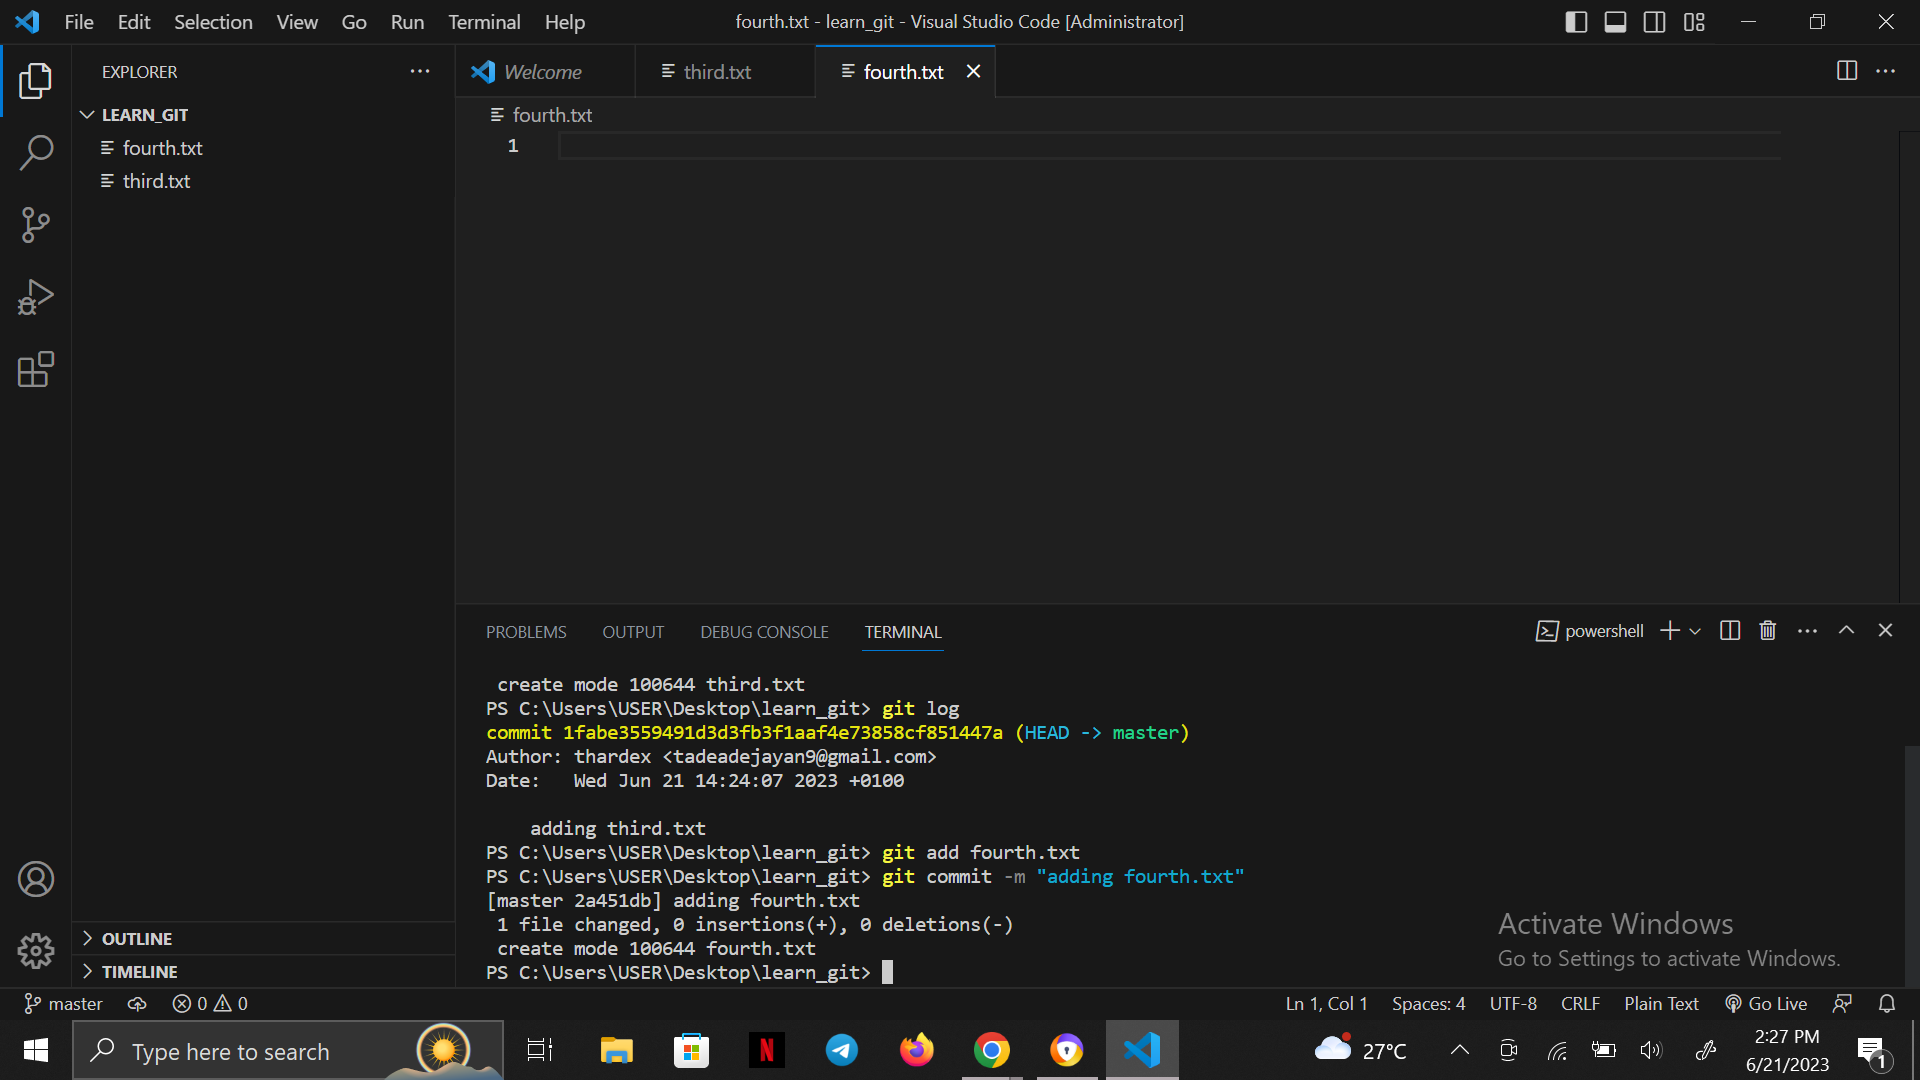 File Edit Selection View Go Run Terminal Help
fourth.txt - learn_git - Visual Studio Code [Administrator]
EXPLORER
LEARN_GIT
fourth.txt
third.txt
OUTLINE
TIMELINE
Welcome
third.txt
fourth.txt
fourth.txt
1
PROBLEMS OUTPUT DEBUG CONSOLE TERMINAL
powershell
create mode 100644 third.txt
PS C:\Users\USER\Desktop\learn_git> git log
commit 1fabe3559491d3d3fb3f1aaf4e73858cf851447a (HEAD -> master)
Author: thardex <tadeadejayan9@gmail.com>
Date:   Wed Jun 21 14:24:07 2023 +0100
adding third.txt
PS C:\Users\USER\Desktop\learn_git> git add fourth.txt
PS C:\Users\USER\Desktop\learn_git> git commit -m "adding fourth.txt"
[master 2a451db] adding fourth.txt
1 file changed, 0 insertions(+), 0 deletions(-)
create mode 100644 fourth.txt
PS C:\Users\USER\Desktop\learn_git>
Activate Windows
Go to Settings to activate Windows.
master 0 0
Ln 1, Col 1 Spaces: 4 UTF-8 CRLF Plain Text Go Live
Type here to search
N
27°C
2:27 PM
6/21/2023
1